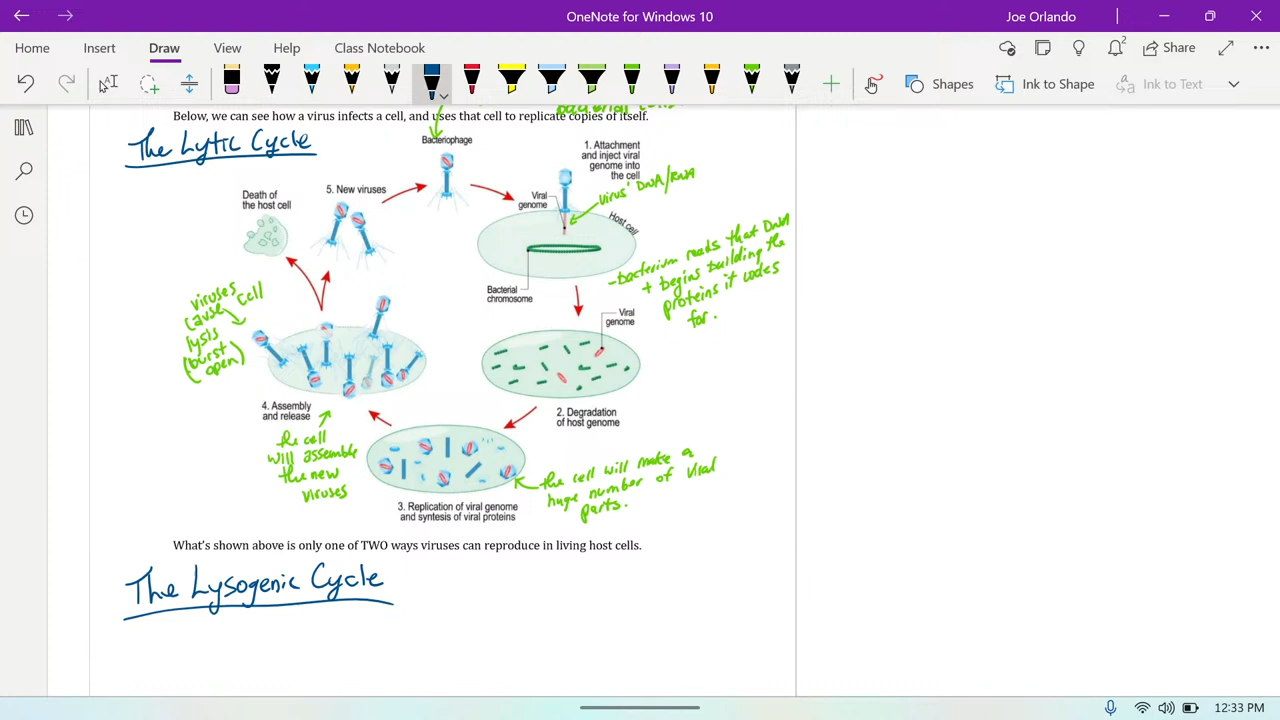 OneNote for Windows 10
Joe Orlando
Home
Insert
Draw
View
Help
Class Notebook
2
Share
Shapes
Ink to Shape
Ink to Text
bacterial cells
Below, we can see how a virus infects a cell, and uses that cell to replicate copies of itself.
The Lytic Cycle
Bacteriophage
1. Attachment
and inject viral
genome into
the cell
Viral
genome
virus' DNA/RNA
Host cell
Bacterial
chromosome
-bacterium reads that DNA
+ begins building the
proteins it codes
for.
Viral
genome
2. Degradation
of host genome
the cell will make a
huge number of viral
parts.
3. Replication of viral genome
and syntesis of viral proteins
4. Assembly
and release
the cell
will assemble
the new
viruses
viruses
cause cell
lysis
(burst
open)
Death of
the host cell
5. New viruses
What's shown above is only one of TWO ways viruses can reproduce in living host cells.
The Lysogenic Cycle
12:33 PM